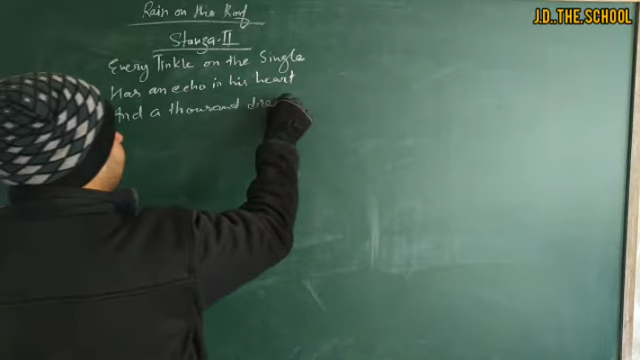 J.D..THE.SCHOOL
Rain on the Roof
Stanza-II
Every Tinkle on the Single
Has an echo in his heart
And a thousand dre